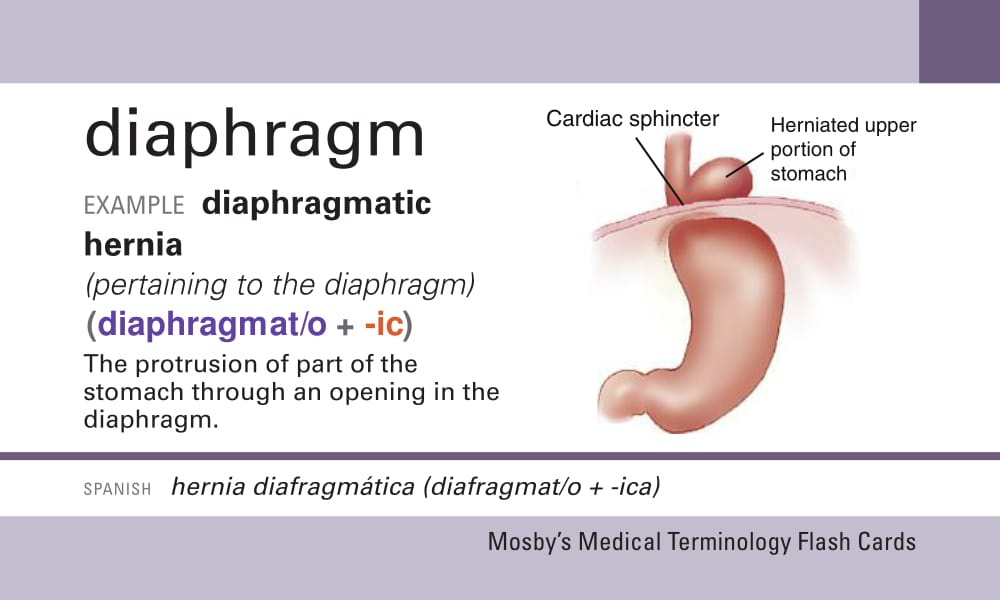 diaphragm
EXAMPLE diaphragmatic
hernia
(pertaining to the diaphragm)
(diaphragmat/o + -ic)
The protrusion of part of the
stomach through an opening in the
diaphragm.
Cardiac sphincter
Herniated upper
portion of
stomach
SPANISH hernia diafragmática (diafragmat/o + -ica)
Mosby's Medical Terminology Flash Cards